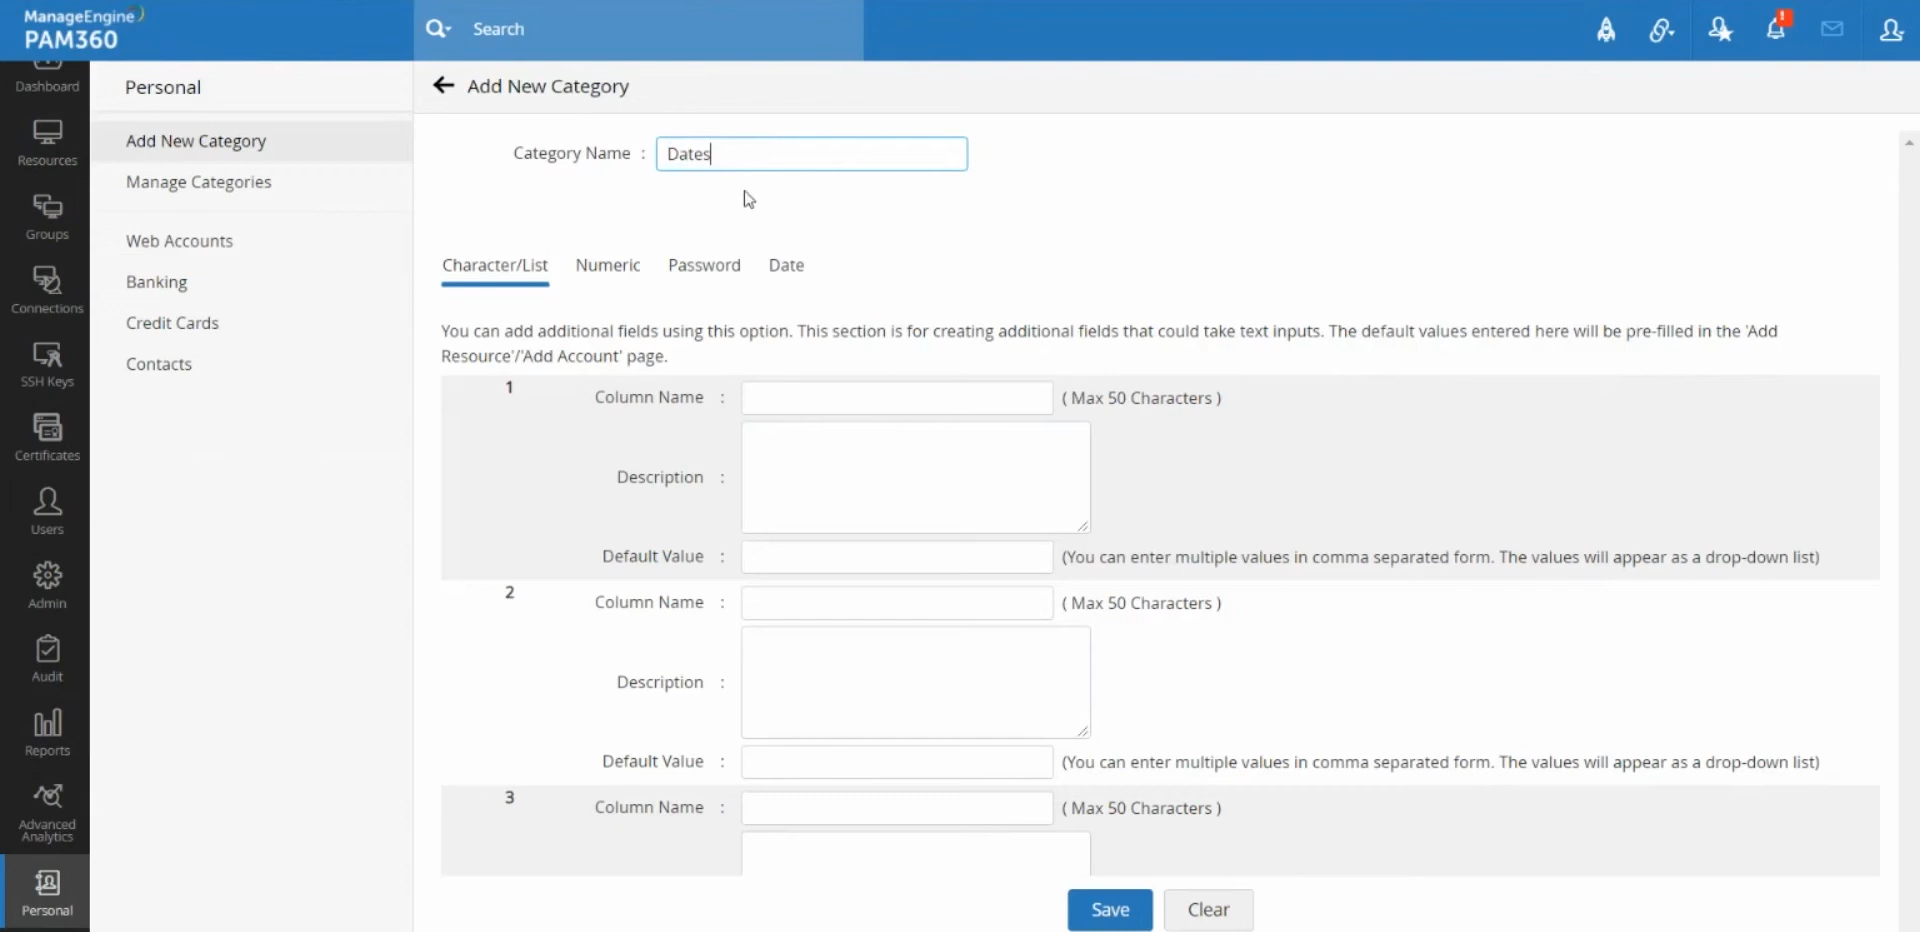 ManageEngine
PAM360
Search
Dashboard
Resources
Groups
Connections
SSH Keys
Certificates
Users
Admin
Audit
Reports
Advanced
Analytics
Personal
Personal
Add New Category
Manage Categories
Web Accounts
Banking
Credit Cards
Contacts
Add New Category
Category Name : Dates
Character/List Numeric Password Date
You can add additional fields using this option. This section is for creating additional fields that could take text inputs. The default values entered here will be pre-filled in the 'Add
Resource'/'Add Account' page.
1 Column Name : ( Max 50 Characters )
Description :
Default Value : (You can enter multiple values in comma separated form. The values will appear as a drop-down list)
2 Column Name : ( Max 50 Characters )
Description :
Default Value : (You can enter multiple values in comma separated form. The values will appear as a drop-down list)
3 Column Name : ( Max 50 Characters )
Save Clear